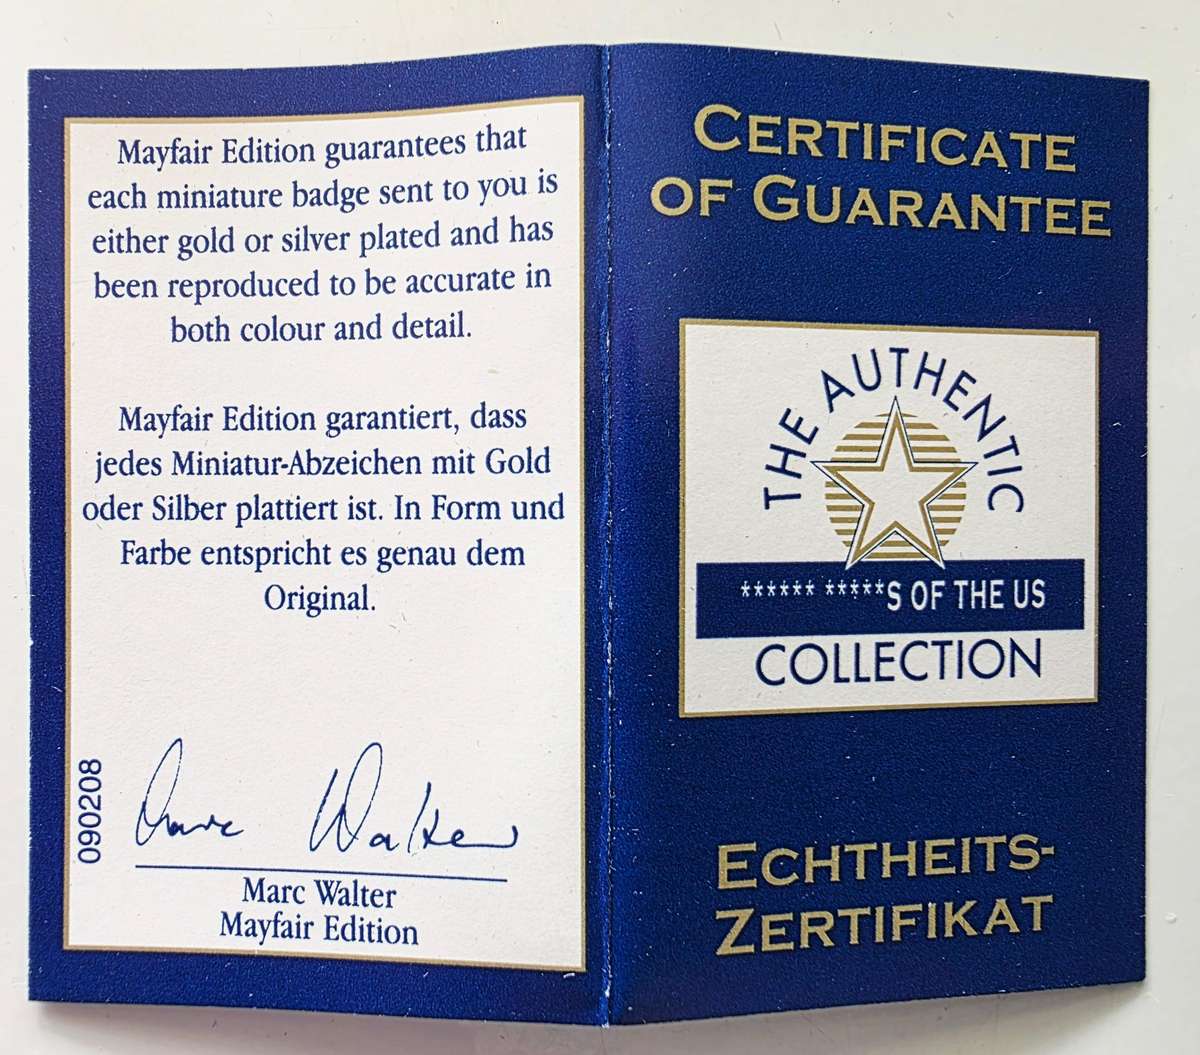 Mayfair Edition guarantees that
each miniature badge sent to you is
either gold or silver plated and has
been reproduced to be accurate in
both colour and detail.
Mayfair Edition garantiert, dass
jedes Miniatur-Abzeichen mit Gold
oder Silber plattiert ist. In Form und
Farbe entspricht es genau dem
Original.
090208
Marc Walter
Marc Walter
Mayfair Edition
CERTIFICATE
OF GUARANTEE
THE AUTHENTIC
****** *****S OF THE US
COLLECTION
ECHTHEITS-
ZERTIFIKAT